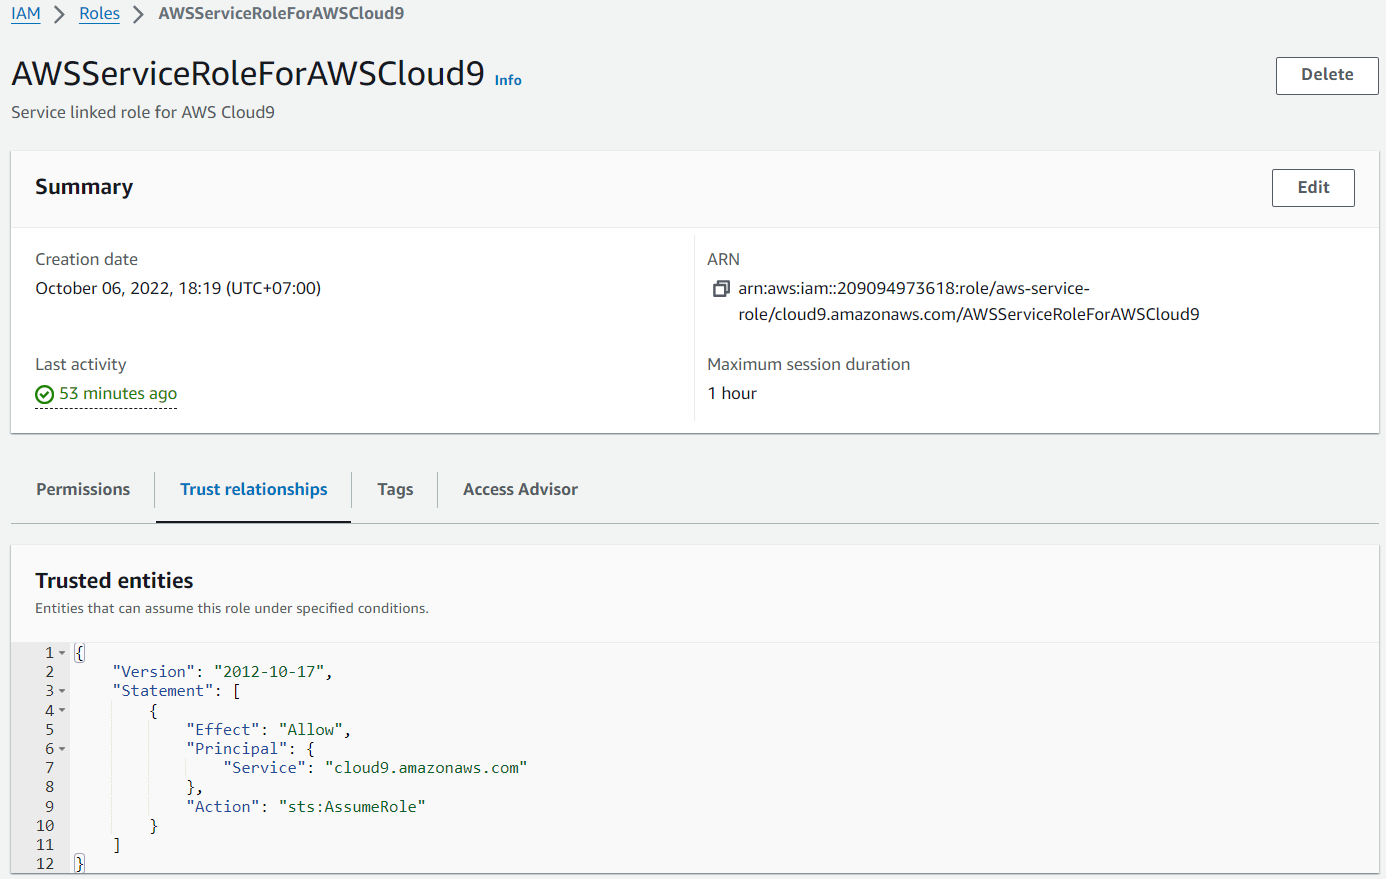 IAM > Roles > AWSServiceRoleForAWSCloud9
AWSServiceRoleForAWSCloud9 Info
Delete
Service linked role for AWS Cloud9
Summary
Edit
Creation date
October 06, 2022, 18:19 (UTC+07:00)
ARN
arn:aws:iam::209094973618:role/aws-service-
role/cloud9.amazonaws.com/AWSServiceRoleForAWSCloud9
Last activity
53 minutes ago
Maximum session duration
1 hour
Permissions Trust relationships Tags Access Advisor
Trusted entities
Entities that can assume this role under specified conditions.
1 {
2     "Version": "2012-10-17",
3     "Statement": [
4         {
5             "Effect": "Allow",
6             "Principal": {
7                 "Service": "cloud9.amazonaws.com"
8             },
9             "Action": "sts:AssumeRole"
10         }
11     ]
12 }